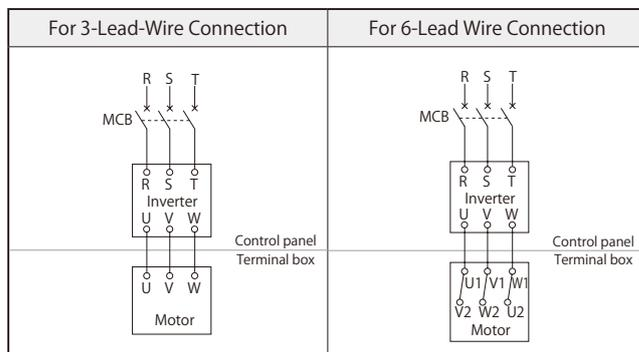 For 3-Lead-Wire Connection
R S T
MCB
R S T
Inverter
U V W
Control panel
Terminal box
U V W
Motor
For 6-Lead Wire Connection
R S T
MCB
R S T
Inverter
U V W
Control panel
Terminal box
U1 V1 W1
V2 W2 U2
Motor